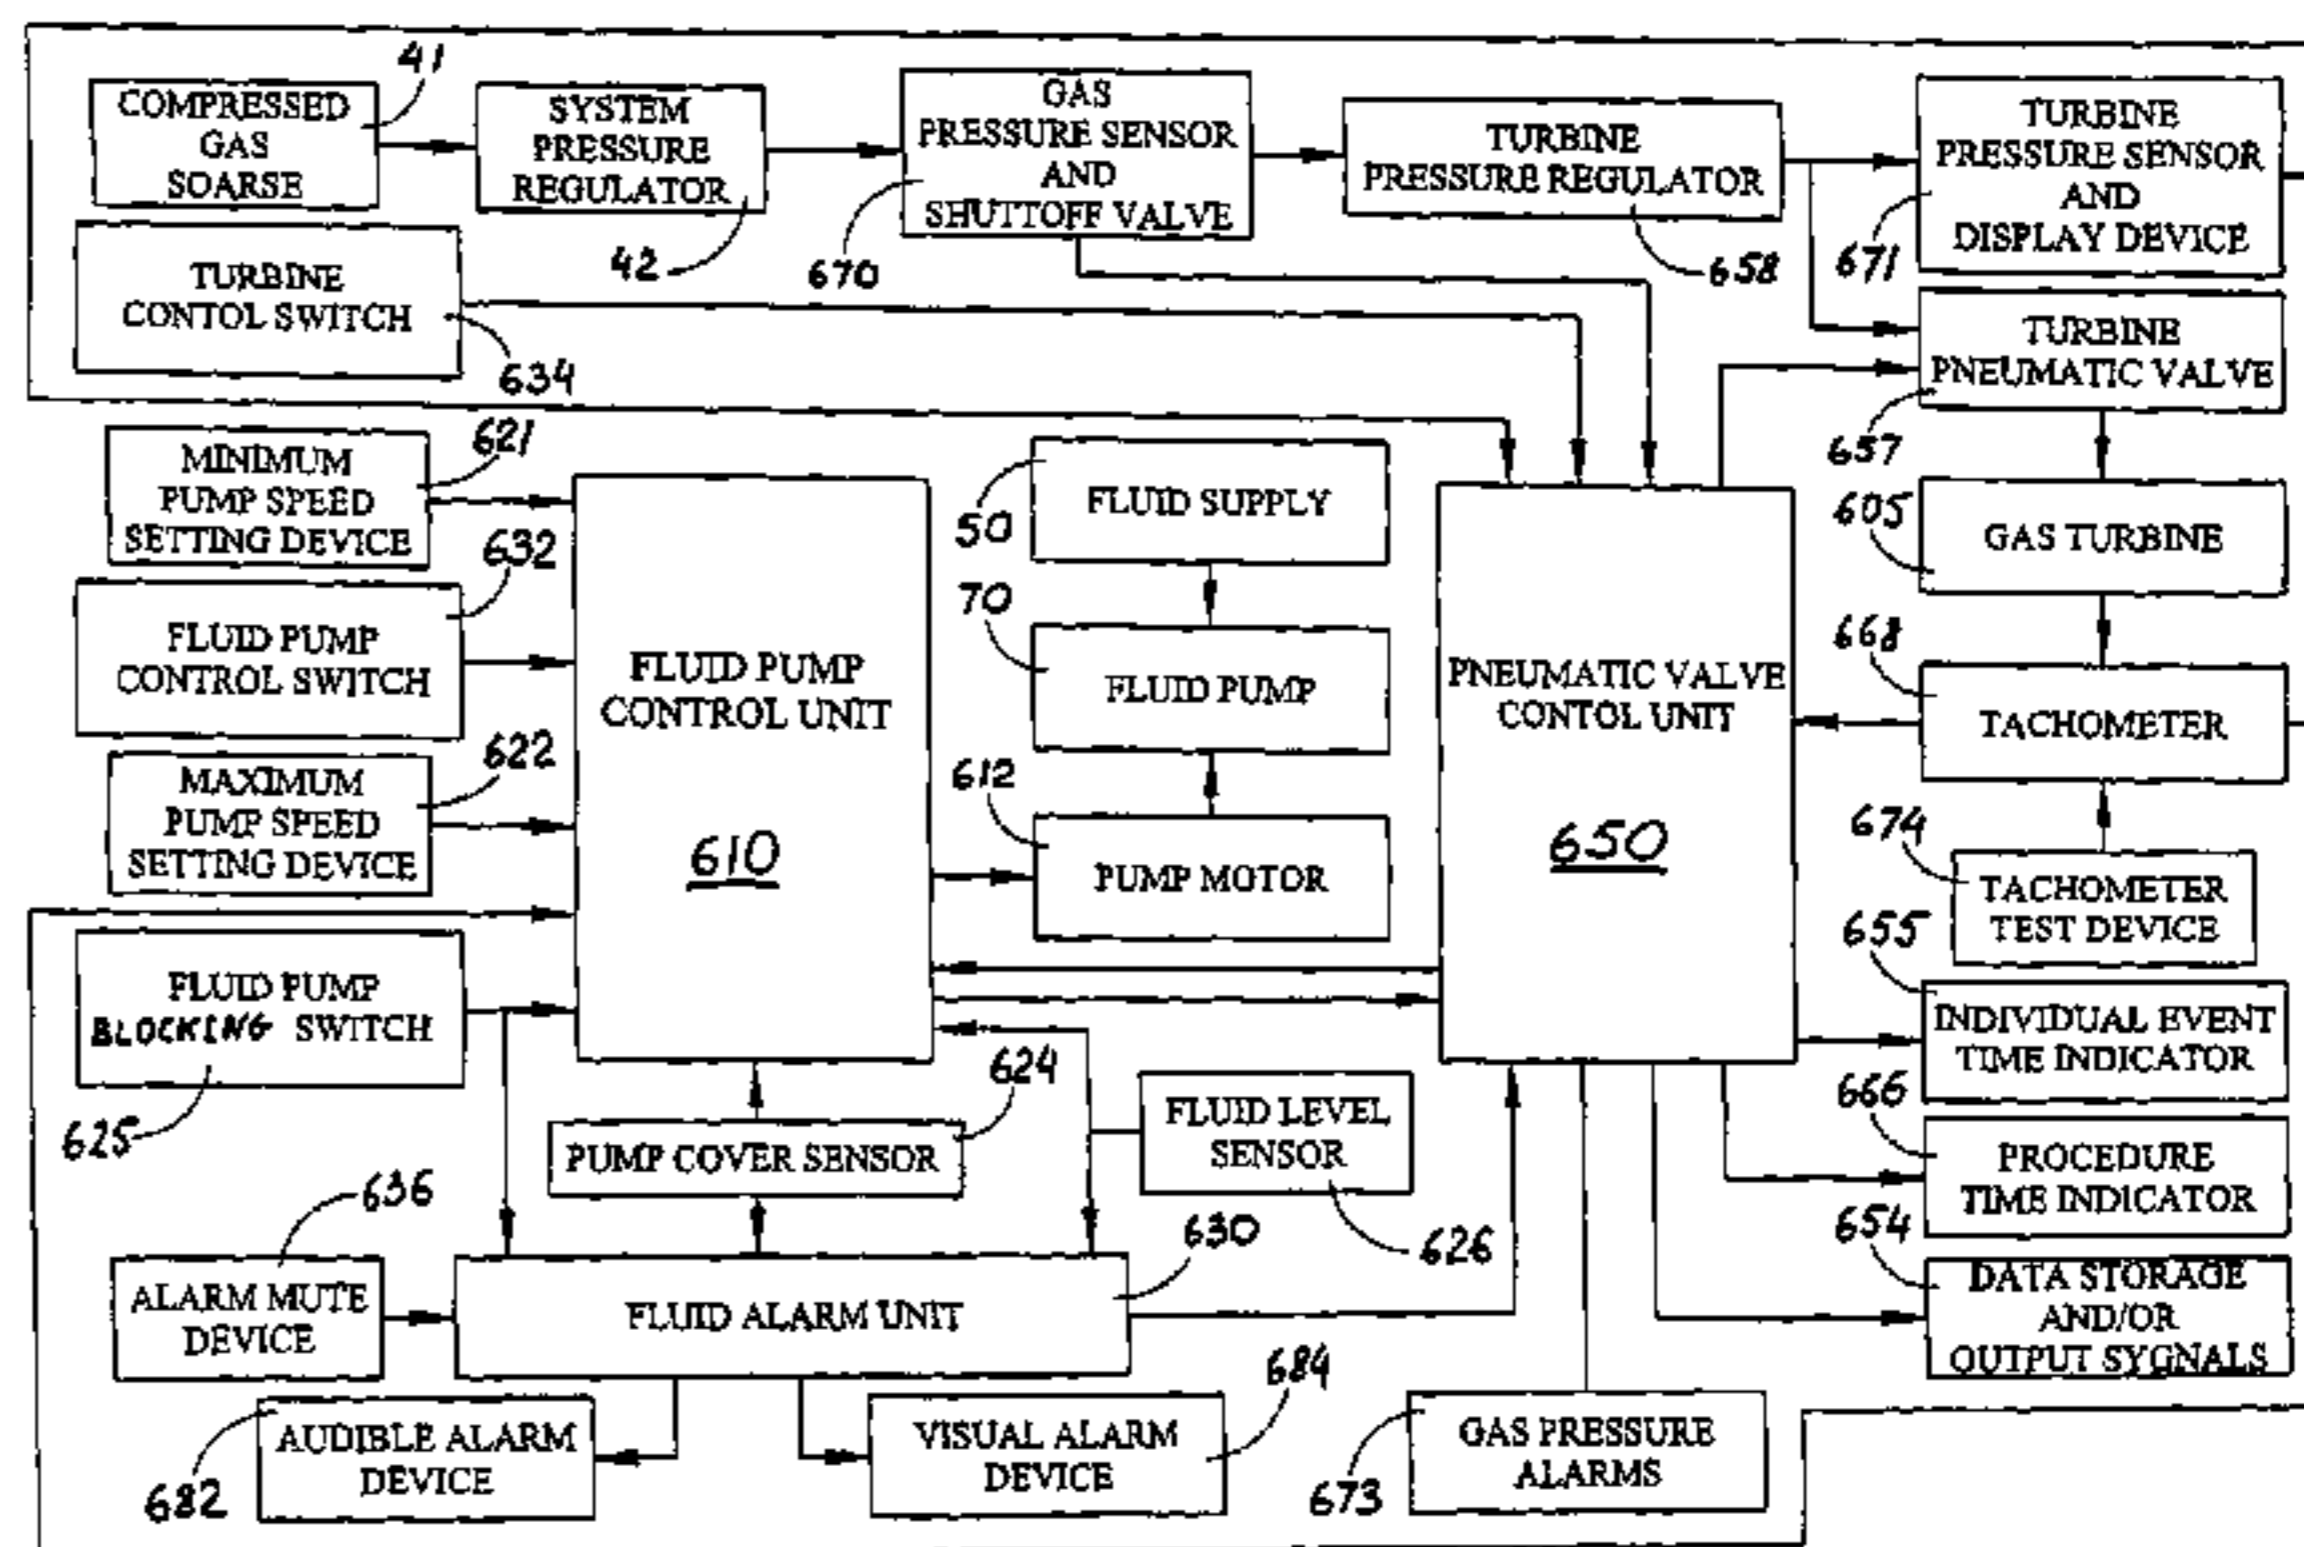 COMPRESSED
GAS
SOARSE
41
SYSTEM
PRESSURE
REGULATOR
42
GAS
PRESSURE SENSOR
AND
SHUTTOFF VALVE
670
TURBINE
PRESSURE REGULATOR
658
TURBINE
PRESSURE SENSOR
AND
DISPLAY DEVICE
671
TURBINE
CONTOL SWITCH
634
TURBINE
PNEUMATIC VALVE
657
MINIMUM
PUMP SPEED
SETTING DEVICE
621
FLUID PUMP
CONTROL SWITCH
632
MAXIMUM
PUMP SPEED
SETTING DEVICE
622
FLUID PUMP
BLOCKING SWITCH
625
FLUID PUMP
CONTROL UNIT
610
FLUID SUPPLY
50
FLUID PUMP
70
PUMP MOTOR
612
PNEUMATIC VALVE
CONTOL UNIT
650
GAS TURBINE
605
TACHOMETER
668
TACHOMETER
TEST DEVICE
674
INDIVIDUAL EVENT
TIME INDICATOR
655
PROCEDURE
TIME INDICATOR
666
DATA STORAGE
AND/OR
OUTPUT SYGNALS
654
PUMP COVER SENSOR
624
FLUID LEVEL
SENSOR
626
ALARM MUTE
DEVICE
636
FLUID ALARM UNIT
630
AUDIBLE ALARM
DEVICE
682
VISUAL ALARM
DEVICE
684
GAS PRESSURE
ALARMS
673